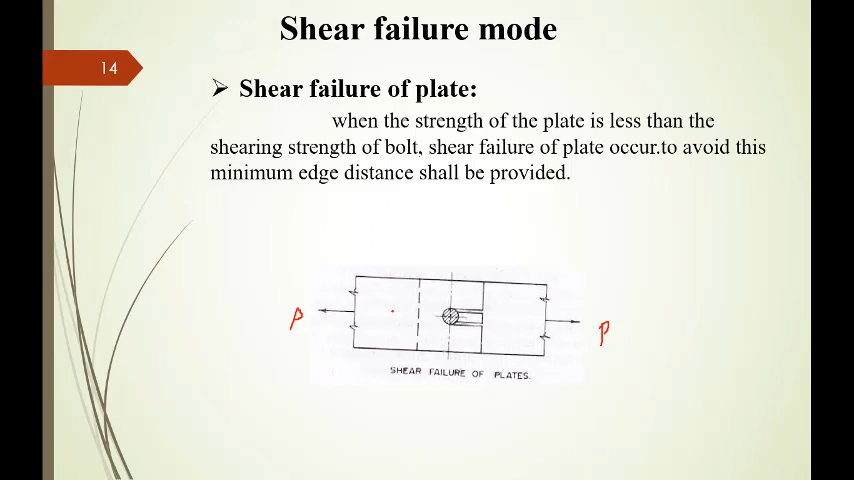 Shear failure mode
14
Shear failure of plate:
when the strength of the plate is less than the
shearing strength of bolt, shear failure of plate occur.to avoid this
minimum edge distance shall be provided.
P
P
SHEAR FAILURE OF PLATES.